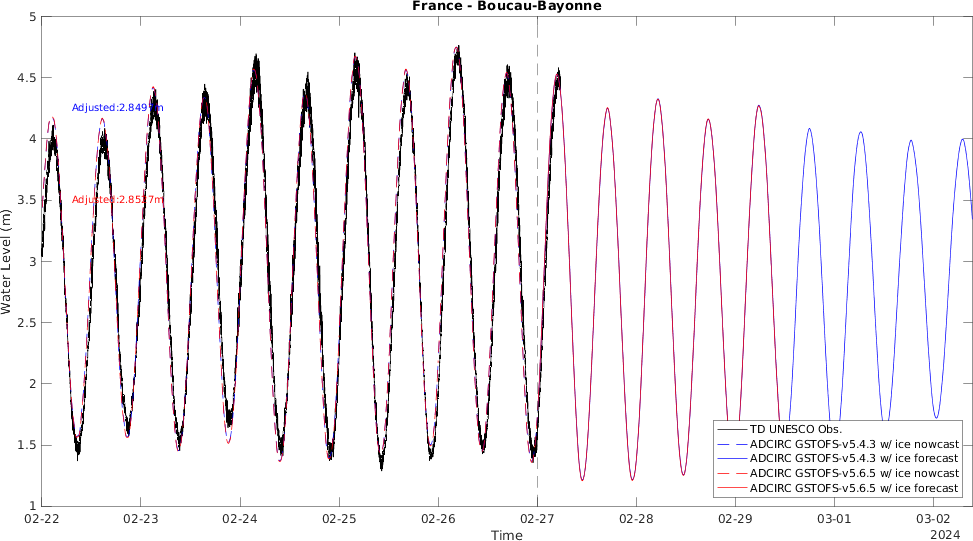 France - Boucau-Bayonne
Water Level (m)
5
4.5
4
3.5
3
2.5
2
1.5
1
Adjusted:2.8497m
Adjusted:2.8527m
02-22
02-23
02-24
02-25
02-26
02-27
02-28
02-29
03-01
03-02
Time
2024
TD UNESCO Obs.
ADCIRC GSTOFS-v5.4.3 w/ ice nowcast
ADCIRC GSTOFS-v5.4.3 w/ ice forecast
ADCIRC GSTOFS-v5.6.5 w/ ice nowcast
ADCIRC GSTOFS-v5.6.5 w/ ice forecast